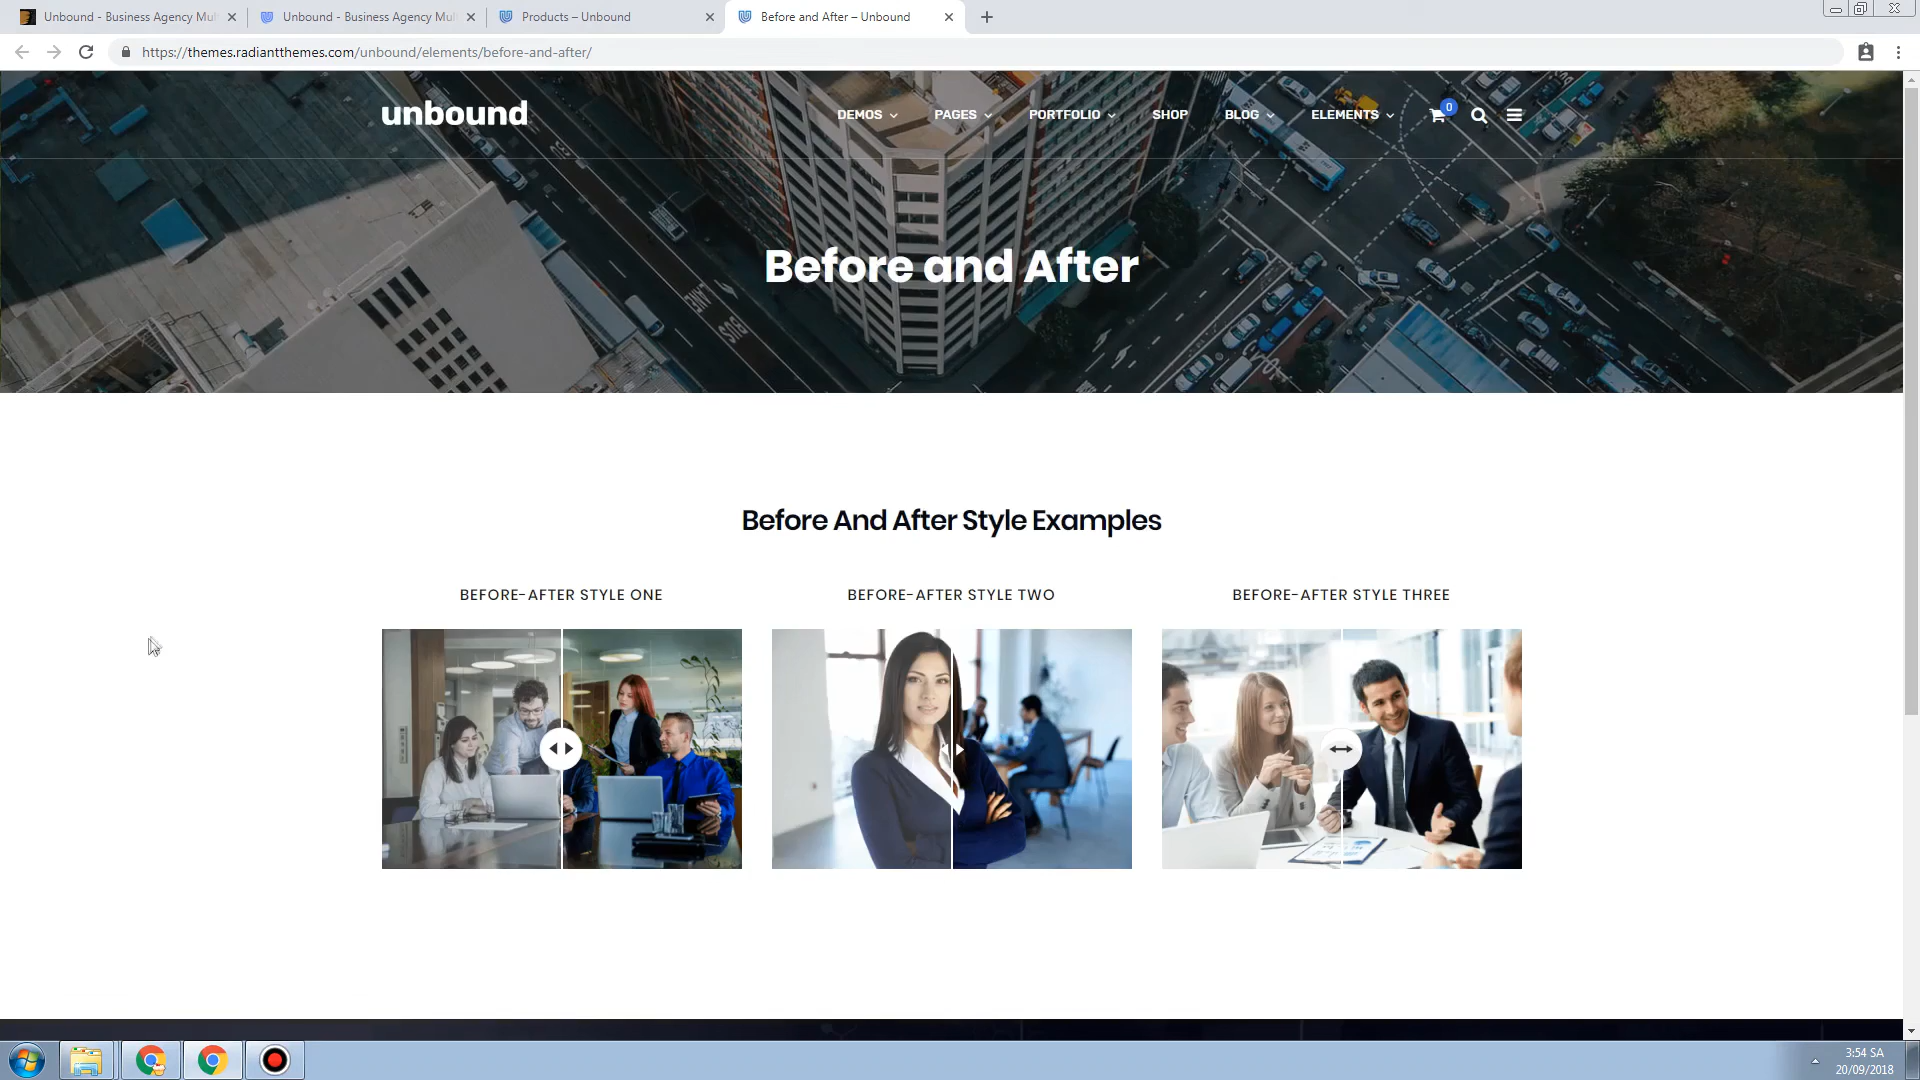 Unbound - Business Agency Mul
Unbound - Business Agency Mul
Products – Unbound
Before and After – Unbound
https://themes.radiantthemes.com/unbound/elements/before-and-after/
unbound
DEMOS
PAGES
PORTFOLIO
SHOP
BLOG
ELEMENTS
0
Before and After
BUS
LANE
Before And After Style Examples
BEFORE-AFTER STYLE ONE
BEFORE-AFTER STYLE TWO
BEFORE-AFTER STYLE THREE
3:54 SA
20/09/2018